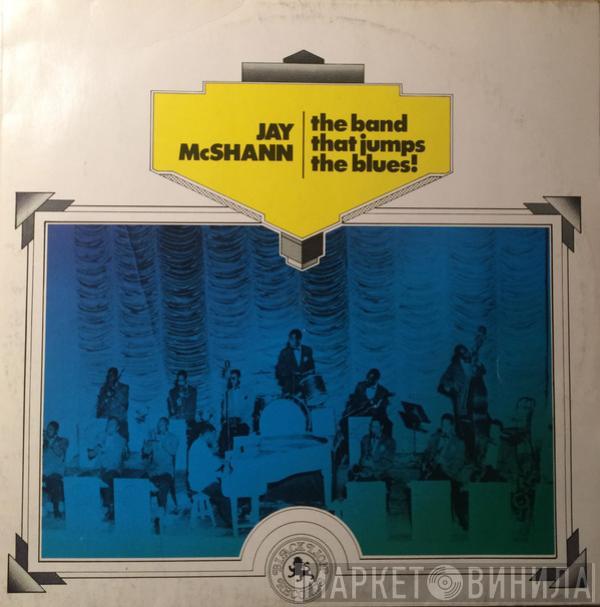 JAY
McSHANN
the band
that jumps
the blues!
МАРКЕТ ВИНИЛА